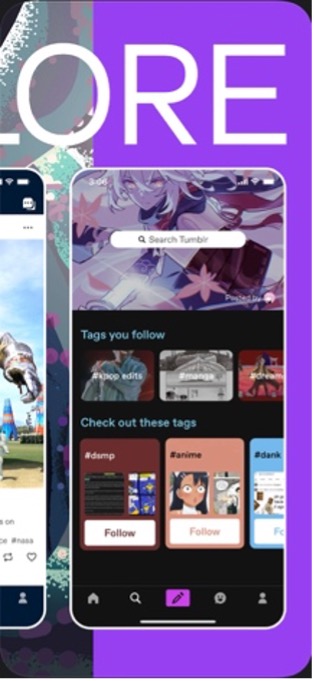 LORE
3:06
Search Tumblr
Posted by
Tags you follow
#kpop edits
#manga
#dream
Check out these tags
#dsmp
#anime
#dank
Follow
Follow
Fo
s on
ce #nasa